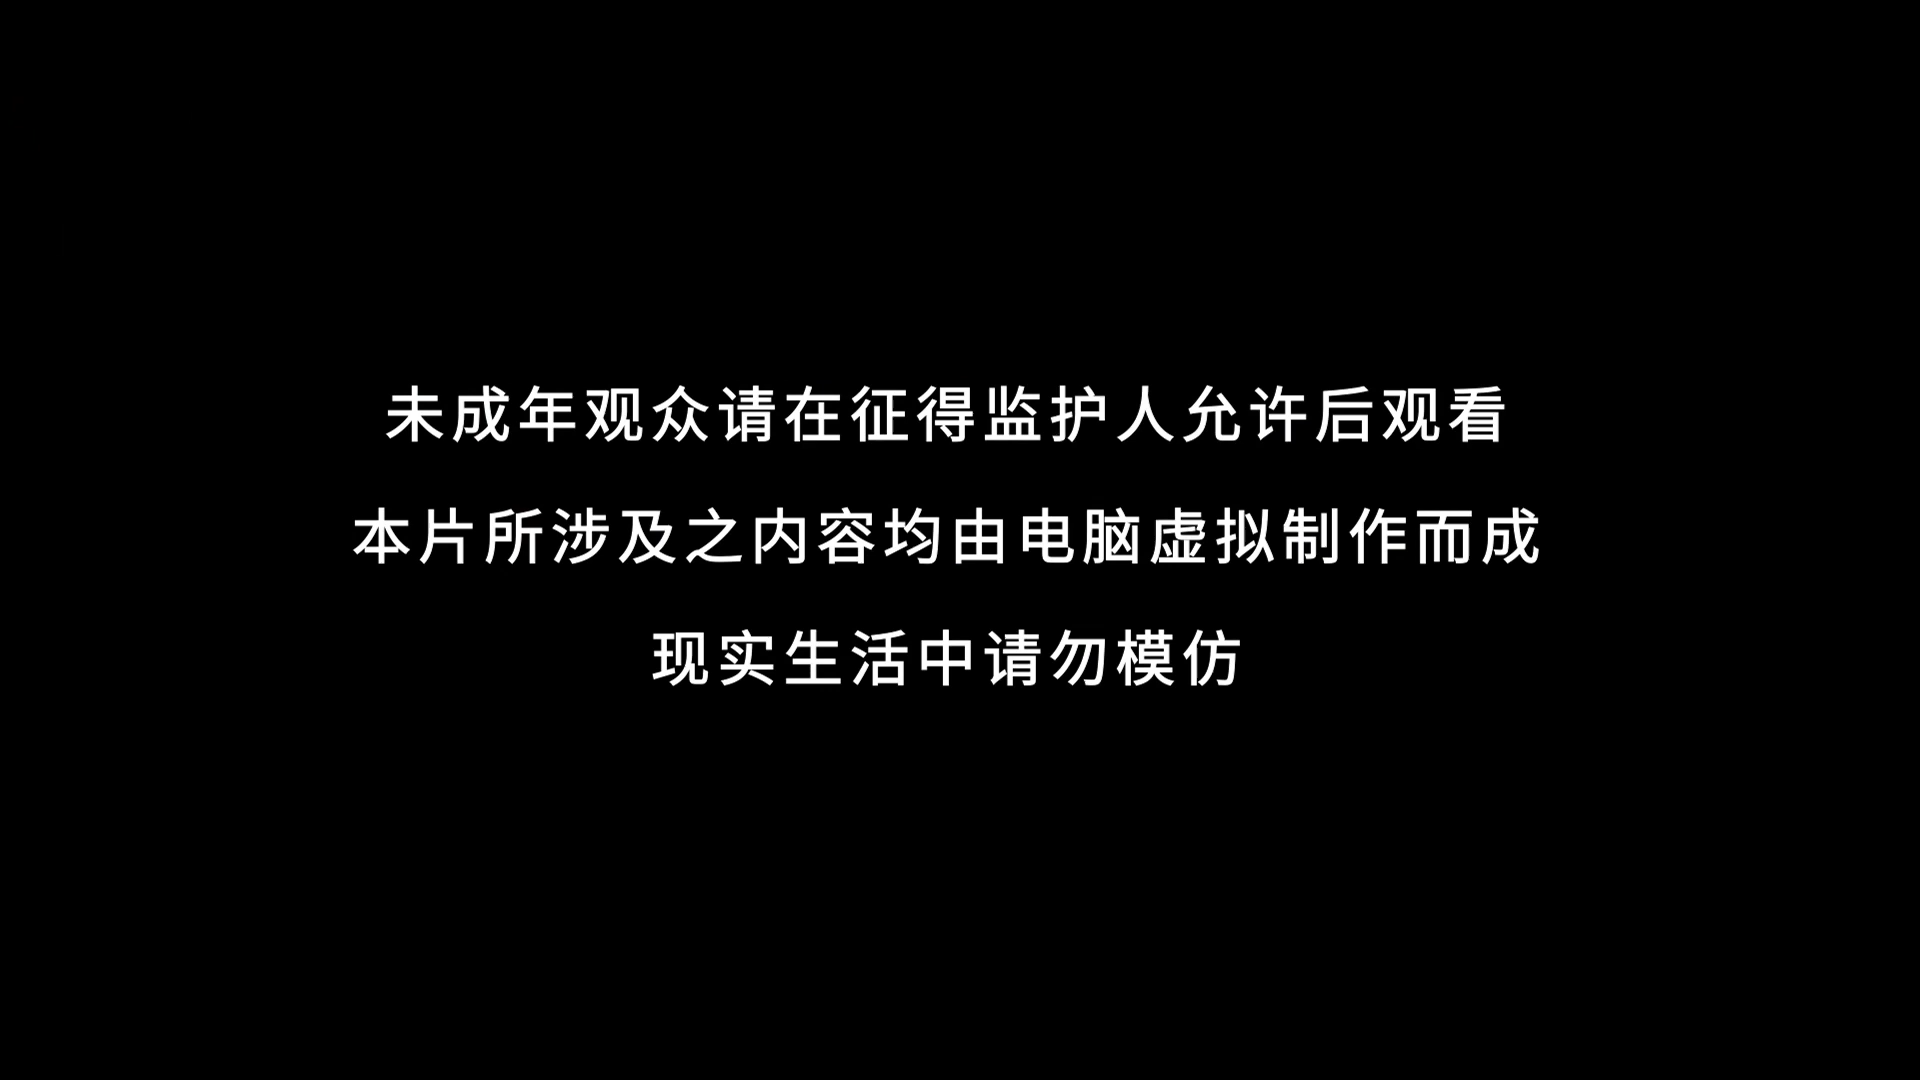 未成年观众请在征得监护人允许后观看
本片所涉及之内容均由电脑虚拟制作而成
现实生活中请勿模仿